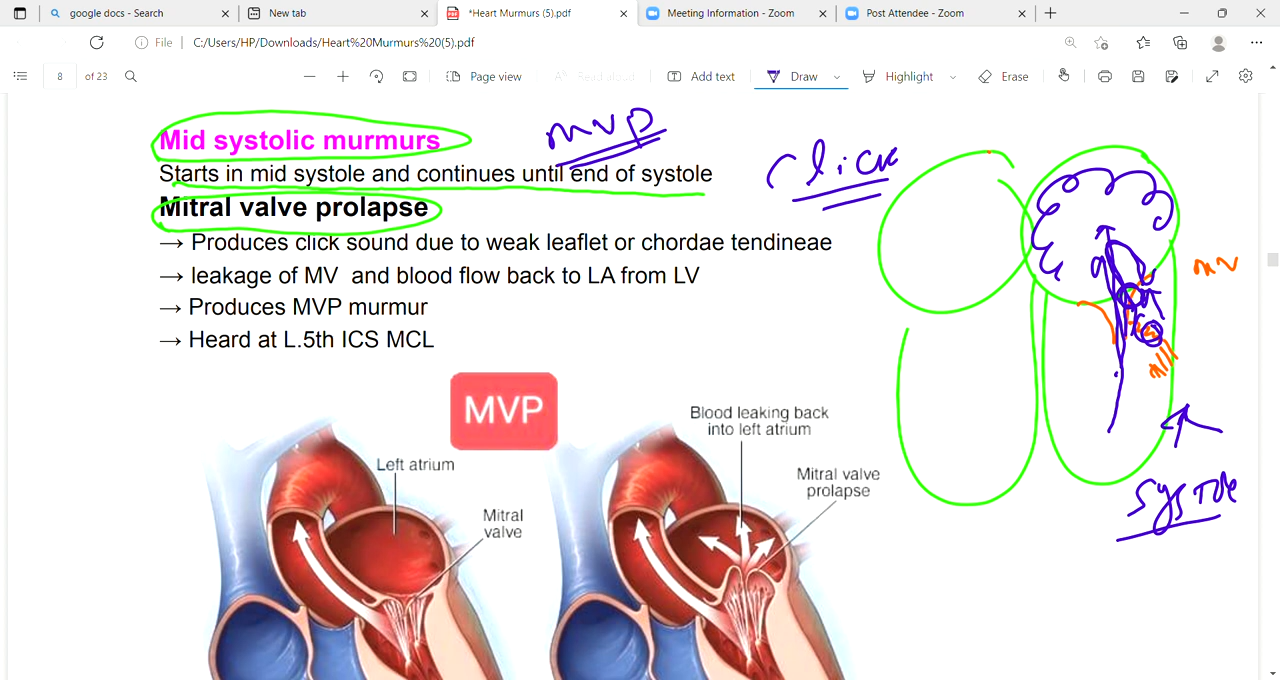 google docs - Search
New tab
*Heart Murmurs (5).pdf
Meeting Information - Zoom
Post Attendee - Zoom
File
C:/Users/HP/Downloads/Heart%20Murmurs%20(5).pdf
8 of 23
Page view
Read aloud
Add text
Draw
Highlight
Erase
Mid systolic murmurs
MVP
Starts in mid systole and continues until end of systole
Click
Mitral valve prolapse
→ Produces click sound due to weak leaflet or chordae tendineae
→ leakage of MV and blood flow back to LA from LV
MV
→ Produces MVP murmur
→ Heard at L.5th ICS MCL
MVP
Blood leaking back
into left atrium
Left atrium
Mitral valve
prolapse
Mitral
valve
Systole